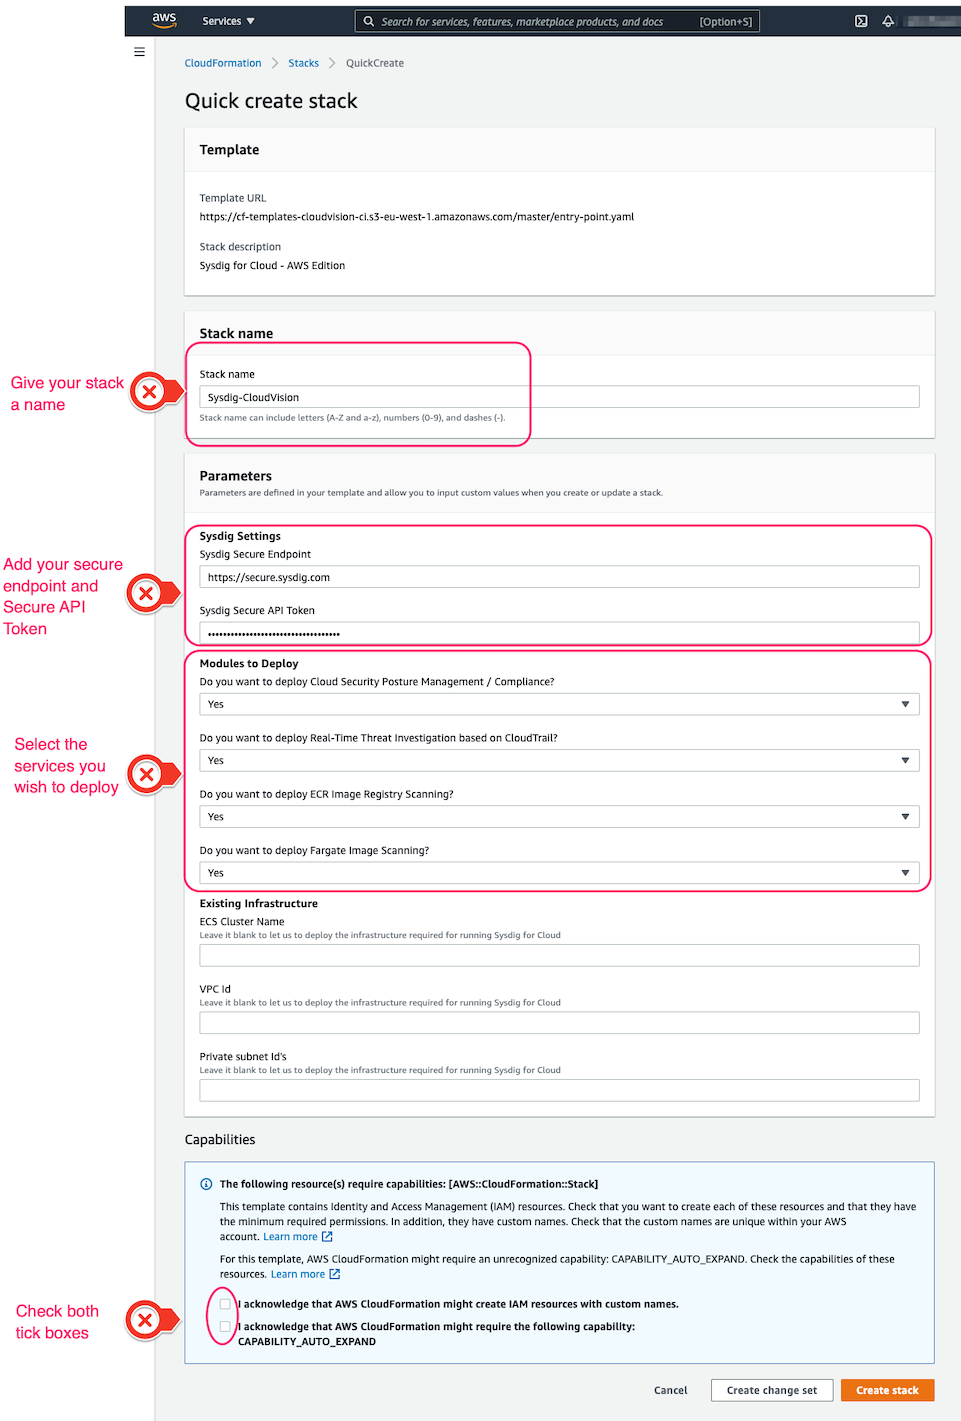 aws
Services
Search for services, features, marketplace products, and docs
[Option+S]
CloudFormation
Stacks
QuickCreate
Quick create stack
Template
Template URL
https://cf-templates-cloudvision-ci.s3-eu-west-1.amazonaws.com/master/entry-point.yaml
Stack description
Sysdig for Cloud - AWS Edition
Stack name
Give your stack
a name
Stack name
Sysdig-CloudVision
Stack name can include letters (A-Z and a-z), numbers (0-9), and dashes (-).
Parameters
Parameters are defined in your template and allow you to input custom values when you create or update a stack.
Add your secure
endpoint and
Secure API
Token
Sysdig Settings
Sysdig Secure Endpoint
https://secure.sysdig.com
Sysdig Secure API Token
Select the
services you
wish to deploy
Modules to Deploy
Do you want to deploy Cloud Security Posture Management / Compliance?
Yes
Do you want to deploy Real-Time Threat Investigation based on CloudTrail?
Yes
Do you want to deploy ECR Image Registry Scanning?
Yes
Do you want to deploy Fargate Image Scanning?
Yes
Existing Infrastructure
ECS Cluster Name
Leave it blank to let us to deploy the infrastructure required for running Sysdig for Cloud
VPC Id
Leave it blank to let us to deploy the infrastructure required for running Sysdig for Cloud
Private subnet Id's
Leave it blank to let us to deploy the infrastructure required for running Sysdig for Cloud
Capabilities
The following resource(s) require capabilities: [AWS::CloudFormation::Stack]
This template contains Identity and Access Management (IAM) resources. Check that you want to create each of these resources and that they have
the minimum required permissions. In addition, they have custom names. Check that the custom names are unique within your AWS
account. Learn more
For this template, AWS CloudFormation might require an unrecognized capability: CAPABILITY_AUTO_EXPAND. Check the capabilities of these
resources. Learn more
Check both
tick boxes
I acknowledge that AWS CloudFormation might create IAM resources with custom names.
I acknowledge that AWS CloudFormation might require the following capability:
CAPABILITY_AUTO_EXPAND
Cancel
Create change set
Create stack